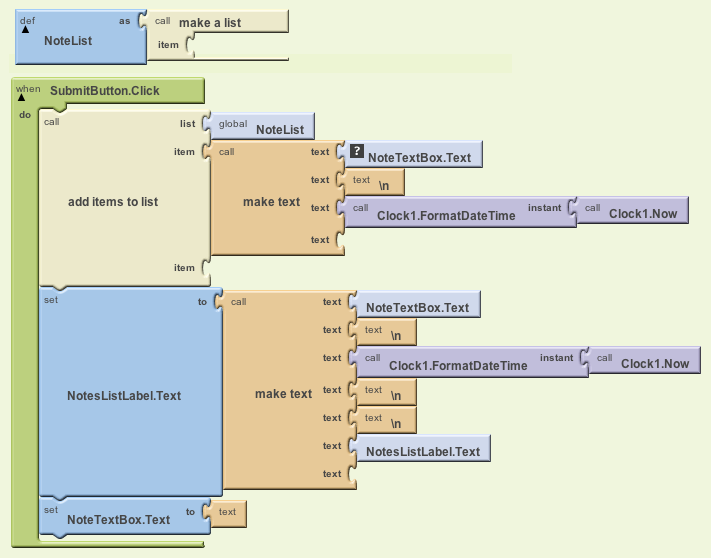 def as call make a list
NoteList item
when SubmitButton.Click
do
call list global NoteList
item call text ? NoteTextBox.Text
text text \n
add items to list make text text call Clock1.FormatDateTime instant call Clock1.Now
text
item
set to call text NoteTextBox.Text
text text \n
text call Clock1.FormatDateTime instant call Clock1.Now
NotesListLabel.Text make text text text \n
text text \n
text NotesListLabel.Text
text
set NoteTextBox.Text to text